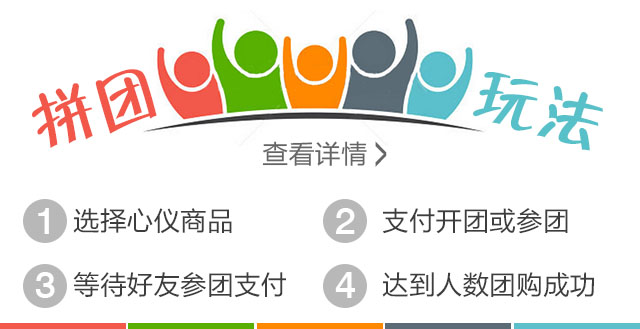 拼团 玩法
查看详情>
1 选择心仪商品
2 支付开团或参团
3 等待好友参团支付
4 达到人数团购成功